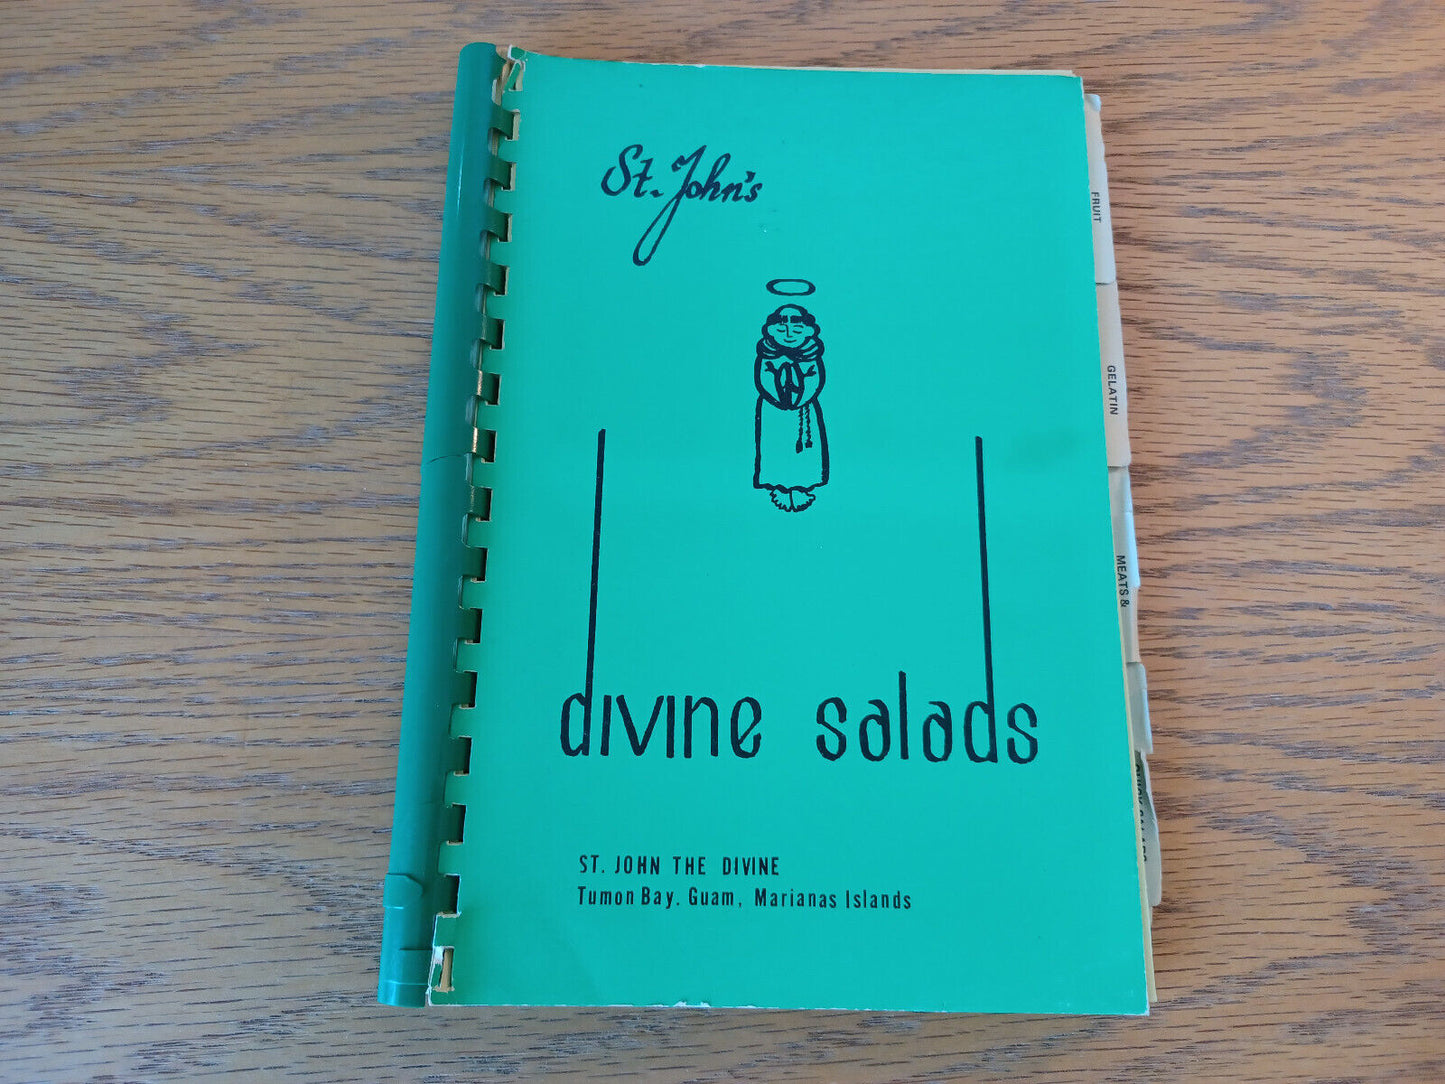 St. John's
divine salads
ST. JOHN THE DIVINE
Tumon Bay. Guam, Marianas Islands
FRUIT
GELATIN
MEATS &